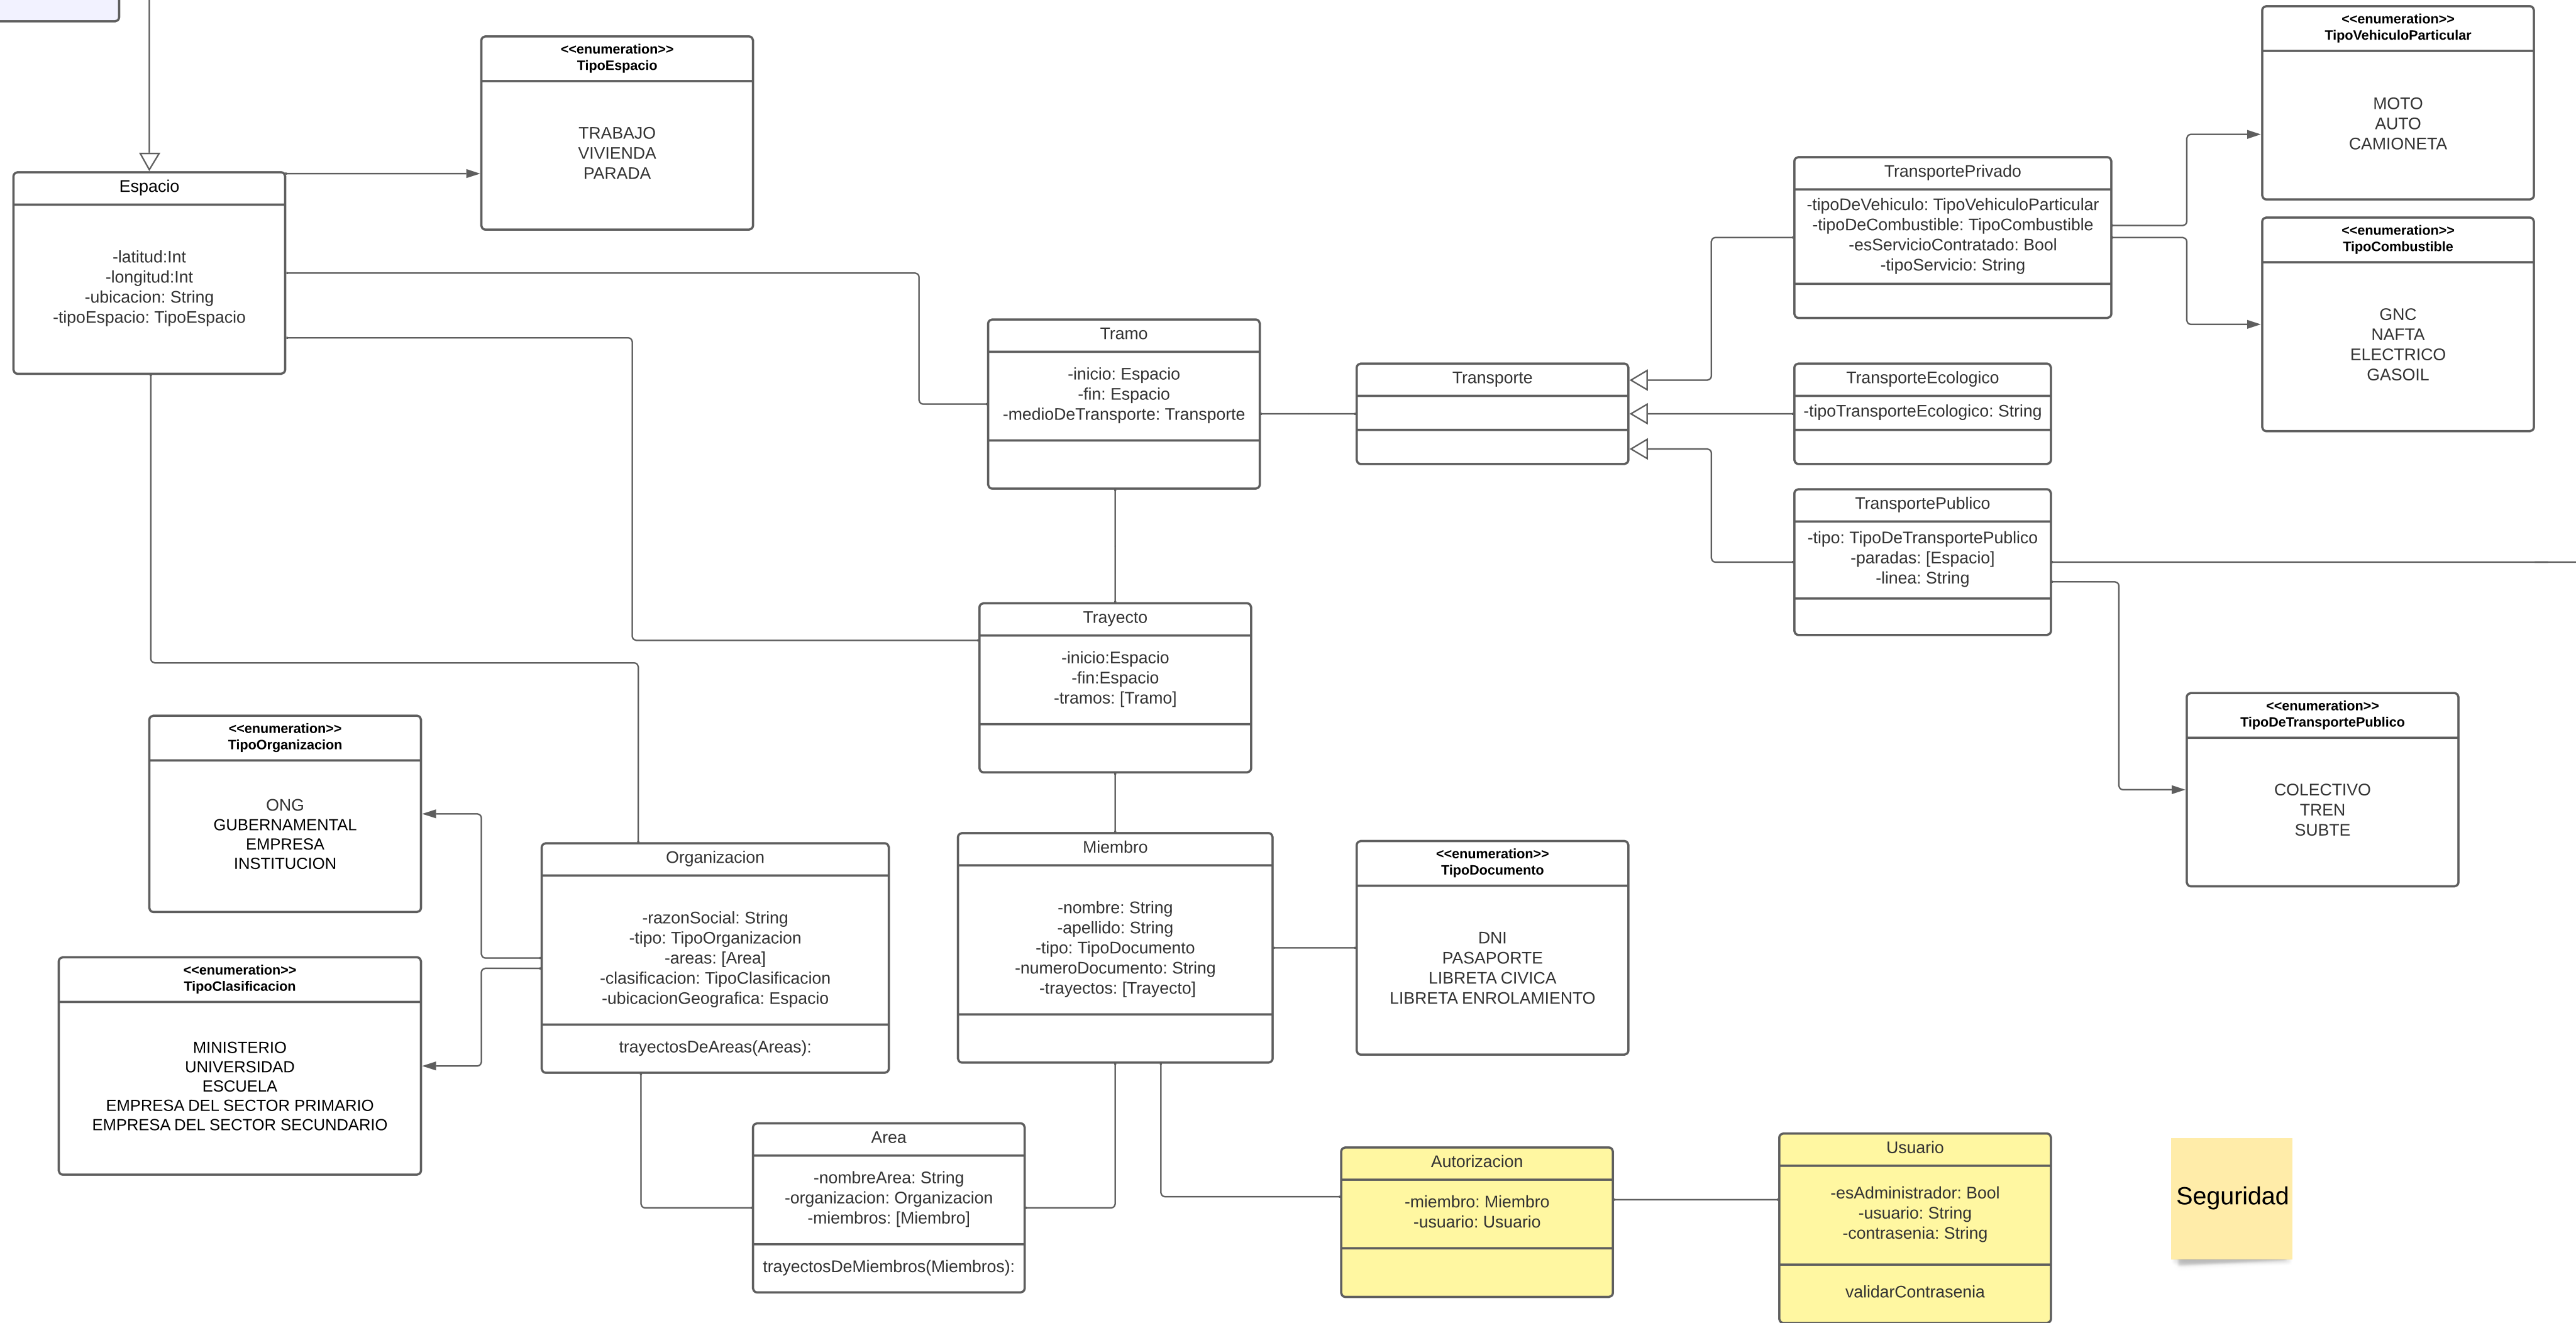 <<enumeration>>
TipoVehiculoParticular
MOTO
AUTO
CAMIONETA
<<enumeration>>
TipoEspacio
TRABAJO
VIVIENDA
PARADA
Espacio
-latitud:Int
-longitud:Int
-ubicacion: String
-tipoEspacio: TipoEspacio
TransportePrivado
-tipoDeVehiculo: TipoVehiculoParticular
-tipoDeCombustible: TipoCombustible
-esServicioContratado: Bool
-tipoServicio: String
<<enumeration>>
TipoCombustible
GNC
NAFTA
ELECTRICO
GASOIL
Tramo
-inicio: Espacio
-fin: Espacio
-medioDeTransporte: Transporte
Transporte
TransporteEcologico
-tipoTransporteEcologico: String
TransportePublico
-tipo: TipoDeTransportePublico
-paradas: [Espacio]
-linea: String
Trayecto
-inicio:Espacio
-fin:Espacio
-tramos: [Tramo]
<<enumeration>>
TipoDeTransportePublico
COLECTIVO
TREN
SUBTE
<<enumeration>>
TipoOrganizacion
ONG
GUBERNAMENTAL
EMPRESA
INSTITUCION
Organizacion
-razonSocial: String
-tipo: TipoOrganizacion
-areas: [Area]
-clasificacion: TipoClasificacion
-ubicacionGeografica: Espacio
trayectosDeAreas(Areas):
Miembro
-nombre: String
-apellido: String
-tipo: TipoDocumento
-numeroDocumento: String
-trayectos: [Trayecto]
<<enumeration>>
TipoDocumento
DNI
PASAPORTE
LIBRETA CIVICA
LIBRETA ENROLAMIENTO
<<enumeration>>
TipoClasificacion
MINISTERIO
UNIVERSIDAD
ESCUELA
EMPRESA DEL SECTOR PRIMARIO
EMPRESA DEL SECTOR SECUNDARIO
Area
-nombreArea: String
-organizacion: Organizacion
-miembros: [Miembro]
trayectosDeMiembros(Miembros):
Autorizacion
-miembro: Miembro
-usuario: Usuario
Usuario
-esAdministrador: Bool
-usuario: String
-contrasenia: String
validarContrasenia
Seguridad